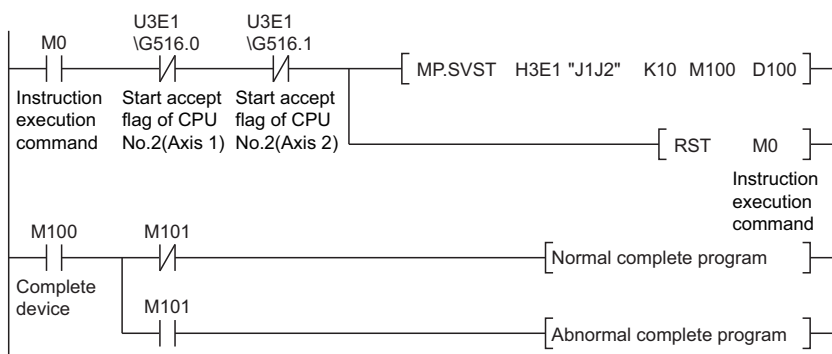 U3E1 U3E1
M0 \G516.0 \G516.1
MP.SVST H3E1 "J1J2" K10 M100 D100
Instruction execution command
Start accept flag of CPU No.2(Axis 1)
Start accept flag of CPU No.2(Axis 2)
RST M0
Instruction
execution
command
M100 M101
Normal complete program
Complete
device
M101
Abnormal complete program